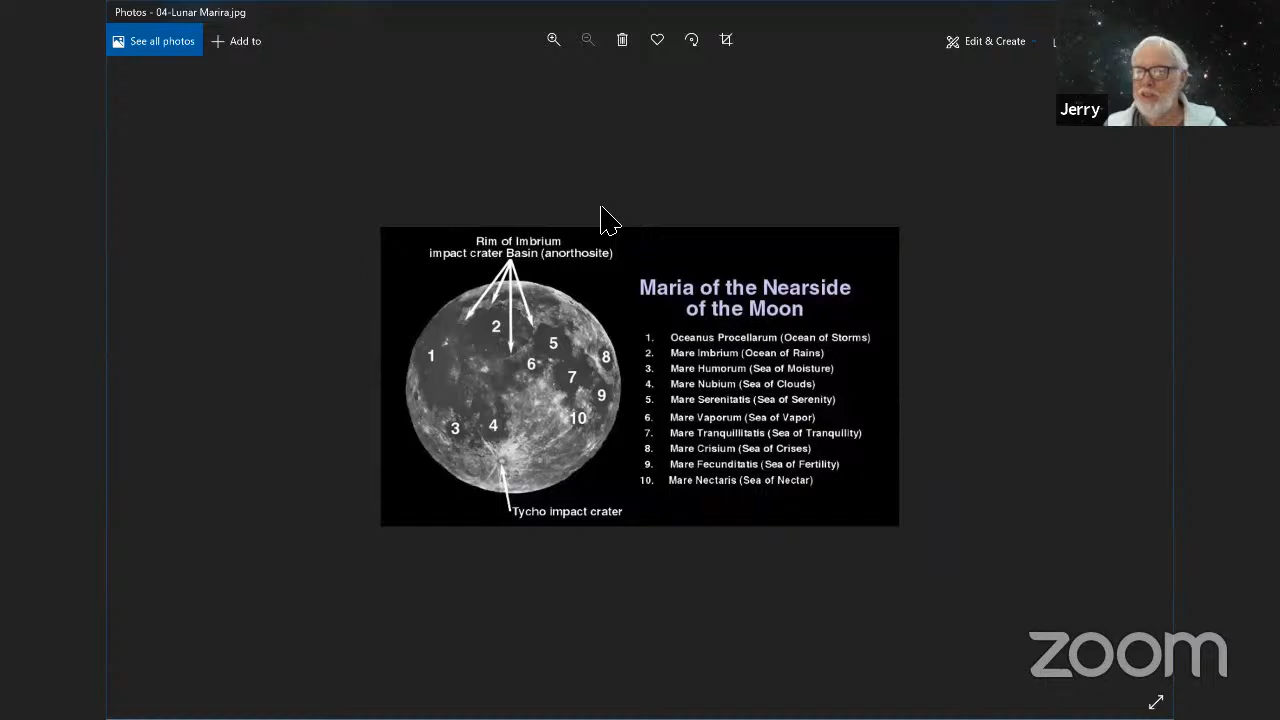 Photos - 04-Lunar Marira.jpg
See all photos
Add to
Edit & Create
Jerry
Rim of Imbrium
impact crater Basin (anorthosite)
Maria of the Nearside
of the Moon
1. Oceanus Procellarum (Ocean of Storms)
2. Mare Imbrium (Ocean of Rains)
3. Mare Humorum (Sea of Moisture)
4. Mare Nubium (Sea of Clouds)
5. Mare Serenitatis (Sea of Serenity)
6. Mare Vaporum (Sea of Vapor)
7. Mare Tranquillitatis (Sea of Tranquility)
8. Mare Crisium (Sea of Crises)
9. Mare Fecunditatis (Sea of Fertility)
10. Mare Nectaris (Sea of Nectar)
2
5
1
8
6
7
9
10
3
4
Tycho impact crater
zoom